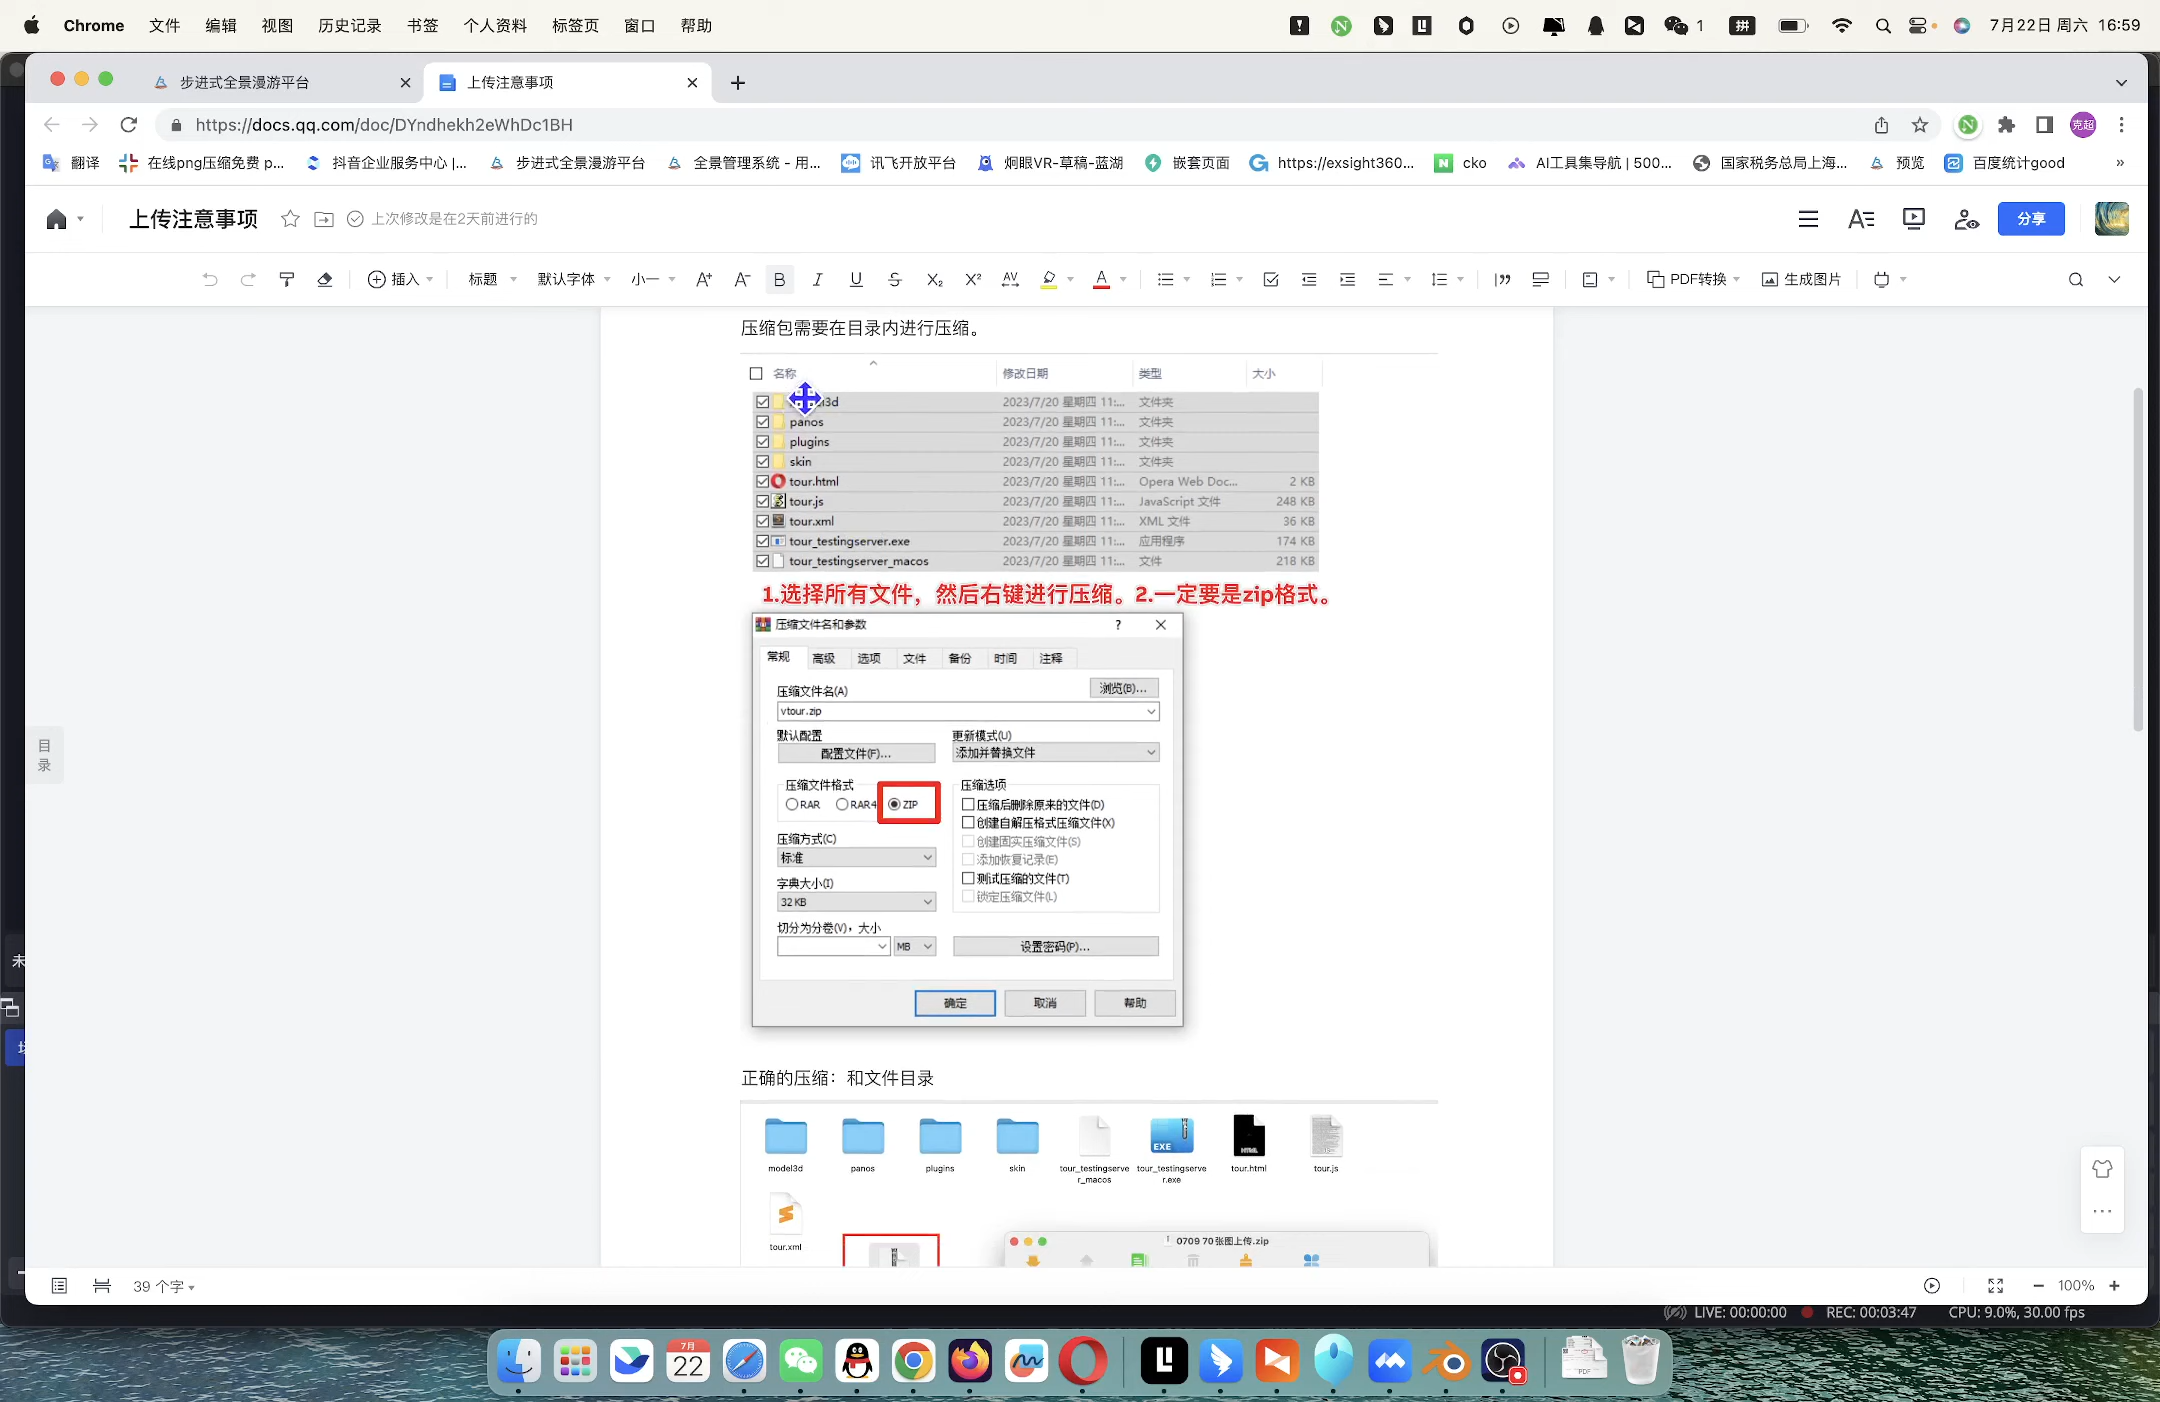 Chrome 文件 编辑 视图 历史记录 书签 个人资料 标签页 窗口 帮助 1 拼 7月22日 周六 16:59
步进式全景漫游平台 上传注意事项
https://docs.qq.com/doc/DYndhekh2eWhDc1BH 克超
翻译 在线png压缩免费 p... 抖音企业服务中心 |... 步进式全景漫游平台 全景管理系统 - 用... 讯飞开放平台 炯眼VR-草稿-蓝湖 嵌套页面 https://exsight360... cko AI工具集导航 | 500... 国家税务总局上海... 预览 百度统计good »
上传注意事项 上次修改是在2天前进行的 分享
插入 标题 默认字体 小一 A⁺ A⁻ B I U S X₂ X² AV A PDF转换 生成图片
压缩包需要在目录内进行压缩。
名称 修改日期 类型 大小
3d 2023/7/20 星期四 11:... 文件夹
panos 2023/7/20 星期四 11:... 文件夹
plugins 2023/7/20 星期四 11:... 文件夹
skin 2023/7/20 星期四 11:... 文件夹
tour.html 2023/7/20 星期四 11:... Opera Web Doc... 2 KB
tour.js 2023/7/20 星期四 11:... JavaScript 文件 248 KB
tour.xml 2023/7/20 星期四 11:... XML 文件 36 KB
tour_testingserver.exe 2023/7/20 星期四 11:... 应用程序 174 KB
tour_testingserver_macos 2023/7/20 星期四 11:... 文件 218 KB
1.选择所有文件，然后右键进行压缩。2.一定要是zip格式。
压缩文件名和参数 ?
常规 高级 选项 文件 备份 时间 注释
压缩文件名(A) 浏览(B)...
vtour.zip
默认配置 更新模式(U)
配置文件(F)... 添加并替换文件
压缩文件格式 压缩选项
RAR RAR4 ZIP 压缩后删除原来的文件(D)
创建自解压格式压缩文件(X)
压缩方式(C) 创建固实压缩文件(S)
标准 添加恢复记录(E)
字典大小(I) 测试压缩的文件(T)
32 KB 锁定压缩文件(L)
切分为分卷(V)，大小
MB 设置密码(P)...
确定 取消 帮助
目
录
正确的压缩：和文件目录
EXE HTML
model3d panos plugins skin tour_testingserve tour_testingserve tour.html tour.js
r_macos r.exe
tour.xml
0709 70张图上传.zip
39 个字 100%
LIVE: 00:00:00 REC: 00:03:47 CPU: 9.0%, 30.00 fps
7月
22
PDF